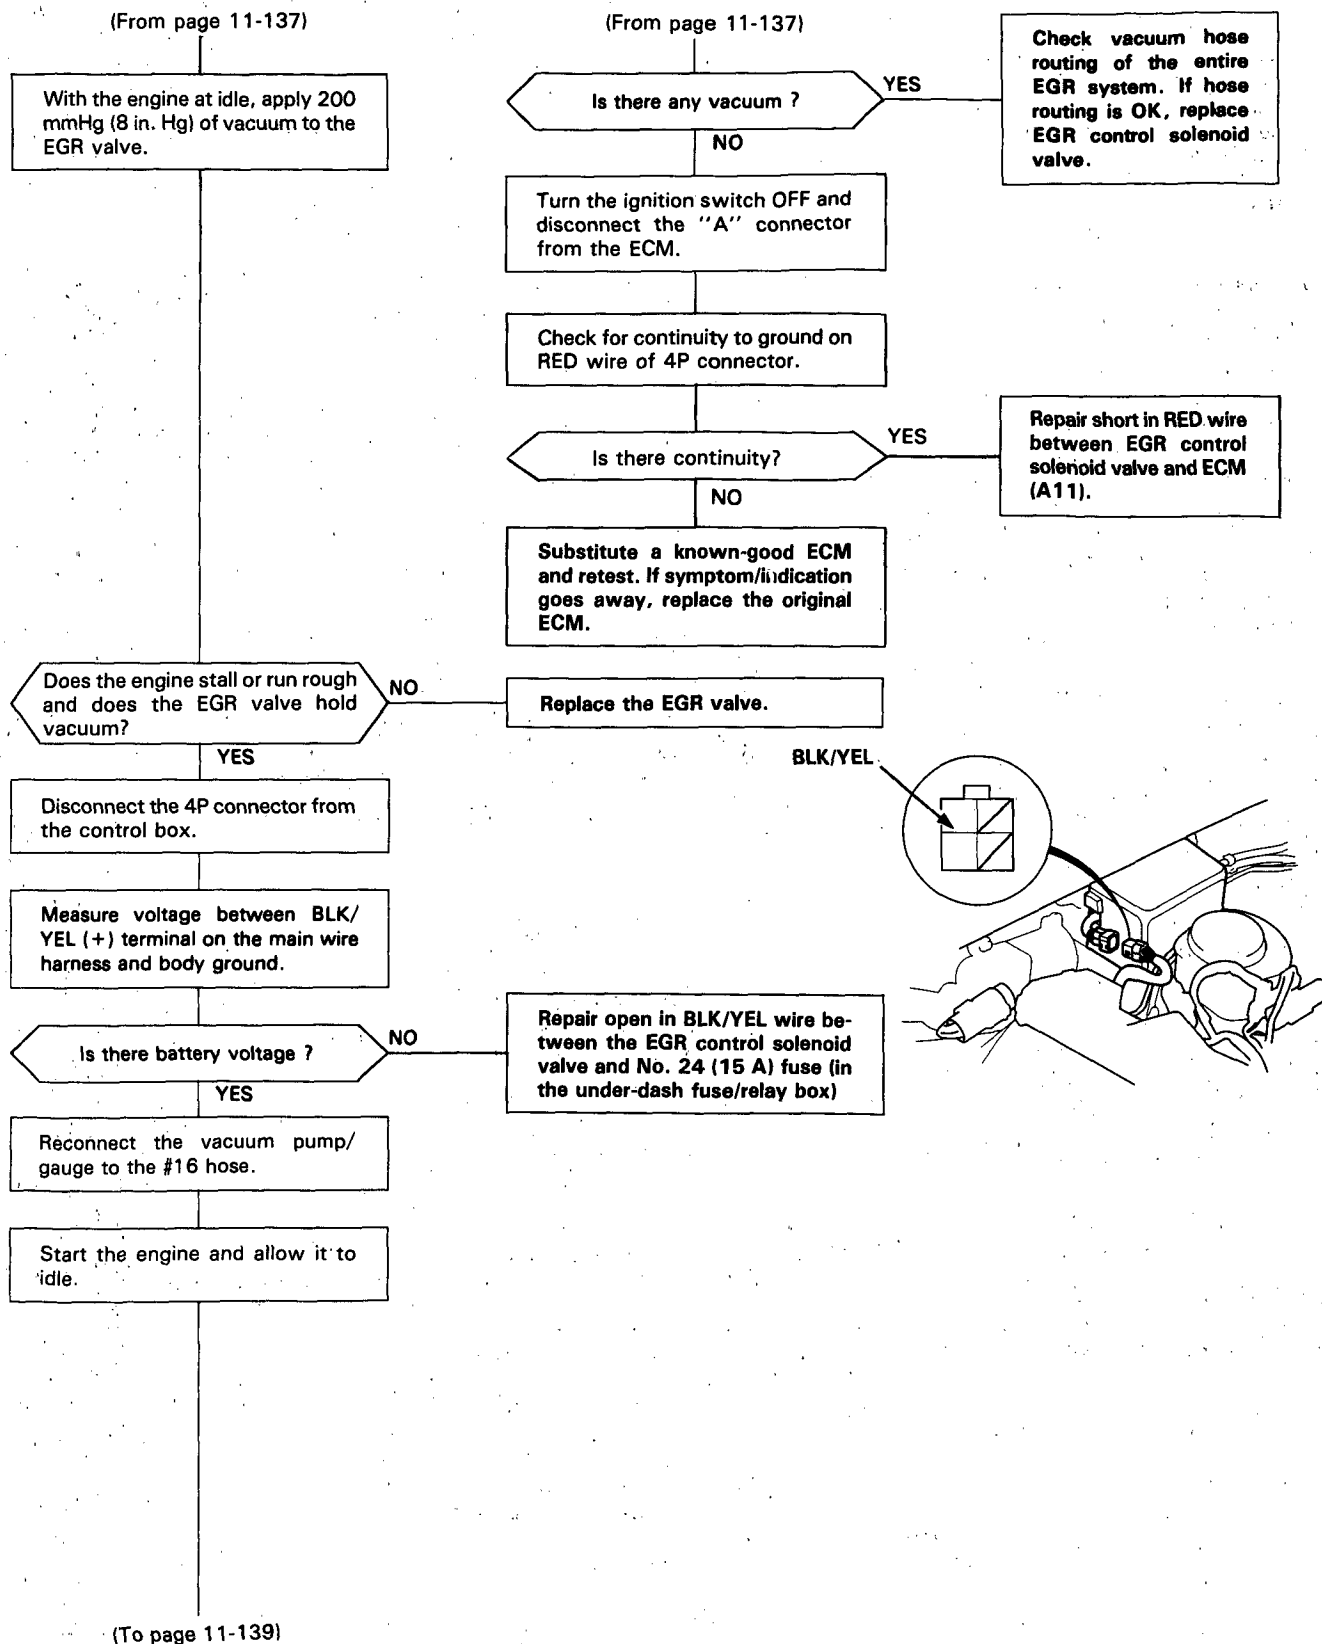 (From page 11-137)
With the engine at idle, apply 200
mmHg (8 in. Hg) of vacuum to the
EGR valve.
(From page 11-137)
Is there any vacuum ?
YES
Check vacuum hose
routing of the entire
EGR system. If hose
routing is OK, replace
EGR control solenoid
valve.
NO
Turn the ignition switch OFF and
disconnect the "A" connector
from the ECM.
Check for continuity to ground on
RED wire of 4P connector.
Is there continuity?
YES
Repair short in RED wire
between EGR control
solenoid valve and ECM
(A11).
NO
Substitute a known-good ECM
and retest. If symptom/indication
goes away, replace the original
ECM.
Does the engine stall or run rough
and does the EGR valve hold
vacuum?
NO
Replace the EGR valve.
YES
BLK/YEL
Disconnect the 4P connector from
the control box.
Measure voltage between BLK/
YEL (+) terminal on the main wire
harness and body ground.
Is there battery voltage ?
NO
Repair open in BLK/YEL wire be-
tween the EGR control solenoid
valve and No. 24 (15 A) fuse (in
the under-dash fuse/relay box)
YES
Reconnect the vacuum pump/
gauge to the #16 hose.
Start the engine and allow it to
idle.
(To page 11-139)